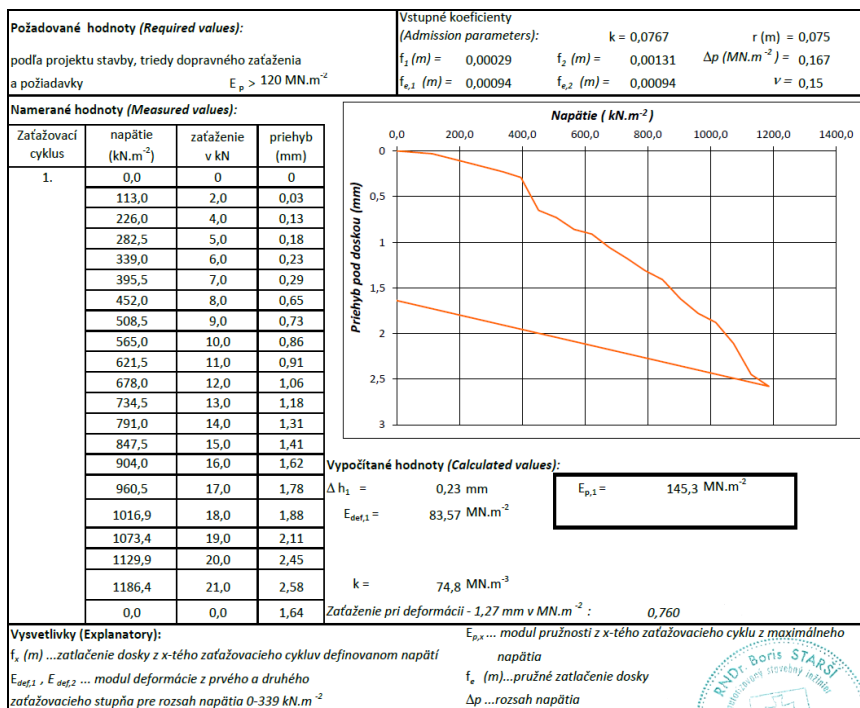 Požadované hodnoty (Required values):
podľa projektu stavby, triedy dopravného zaťaženia
a požiadavky E p > 120 MN.m-2
Vstupné koeficienty
(Admission parameters): k = 0,0767 r (m) = 0,075
f1 (m) = 0,00029 f2 (m) = 0,00131 Δp (MN.m-2) = 0,167
fe,1 (m) = 0,00094 fe,2 (m) = 0,00094 ν = 0,15
Namerané hodnoty (Measured values):
Zaťažovací cyklus napätie (kN.m-2) zaťaženie v kN priehyb (mm)
1. 0,0 0 0
113,0 2,0 0,03
226,0 4,0 0,13
282,5 5,0 0,18
339,0 6,0 0,23
395,5 7,0 0,29
452,0 8,0 0,65
508,5 9,0 0,73
565,0 10,0 0,86
621,5 11,0 0,91
678,0 12,0 1,06
734,5 13,0 1,18
791,0 14,0 1,31
847,5 15,0 1,41
904,0 16,0 1,62
960,5 17,0 1,78
1016,9 18,0 1,88
1073,4 19,0 2,11
1129,9 20,0 2,45
1186,4 21,0 2,58
0,0 0,0 1,64
Napätie ( kN.m-2)
0,0 200,0 400,0 600,0 800,0 1000,0 1200,0 1400,0
Priehyb pod doskou (mm)
0
0,5
1
1,5
2
2,5
3
Vypočítané hodnoty (Calculated values):
Δ h1 = 0,23 mm Ep,1 = 145,3 MN.m-2
Edef,1 = 83,57 MN.m-2
k = 74,8 MN.m-3
Zaťaženie pri deformácii - 1,27 mm v MN.m-2 : 0,760
Vysvetlivky (Explanatory):
fx (m) ...zatlačenie dosky z x-tého zaťažovacieho cykluv definovanom napätí
Edef,1 , E def,2 ... modul deformácie z prvého a druhého
zaťažovacieho stupňa pre rozsah napätia 0-339 kN.m-2
Ep,x ... modul pružnosti z x-tého zaťažovacieho cyklu z maximálneho
napätia
fe (m)...pružné zatlačenie dosky
Δp ...rozsah napätia
RNDr. Boris STARŠÍ